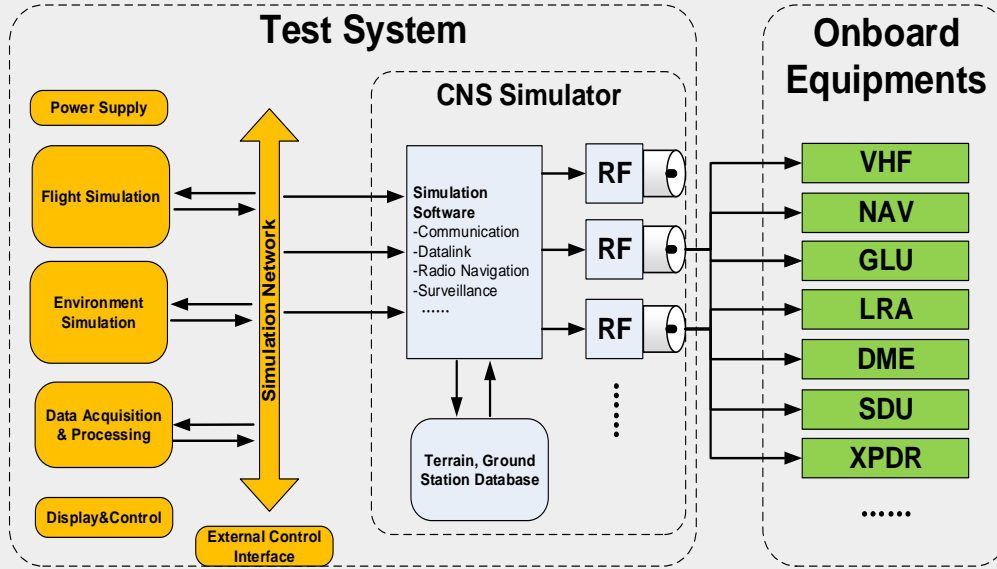 Test System
Power Supply
Flight Simulation
Environment
Simulation
Data Acquisition
& Processing
Display&Control
Simulation Network
External Control
Interface
CNS Simulator
Simulation
Software
-Communication
-Datalink
-Radio Navigation
-Surveillance
......
Terrain, Ground
Station Database
RF
RF
RF
......
Onboard
Equipments
VHF
NAV
GLU
LRA
DME
SDU
XPDR
......